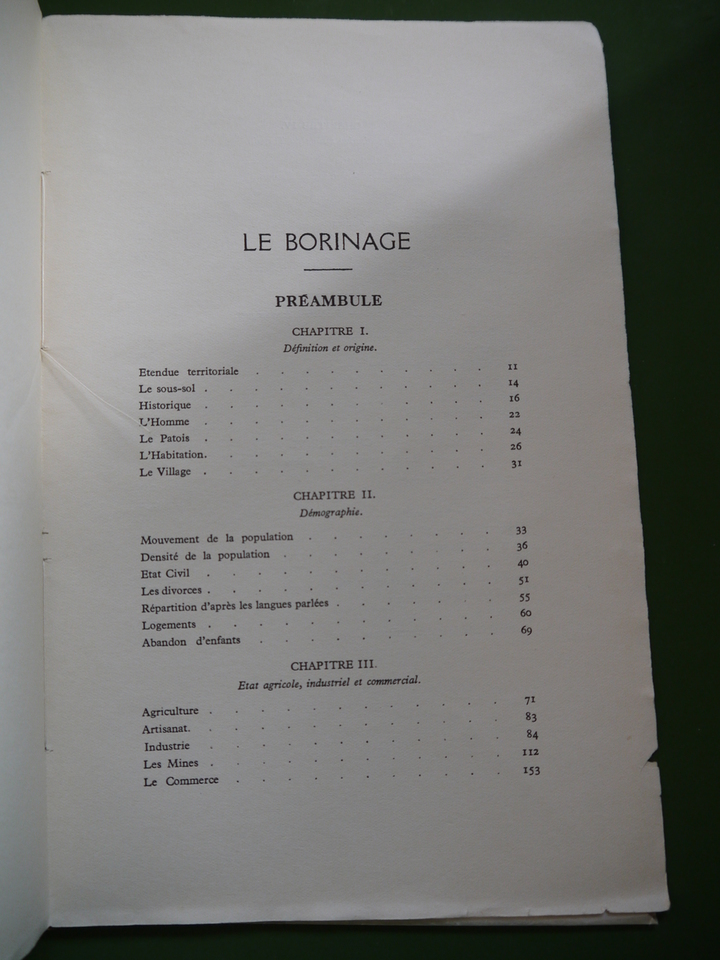 LE BORINAGE
PRÉAMBULE
CHAPITRE I.
Définition et origine.
Etendue territoriale . . . . . . . . . . 11
Le sous-sol . . . . . . . . . . . . 14
Historique . . . . . . . . . . . . 16
L'Homme . . . . . . . . . . . . 22
Le Patois . . . . . . . . . . . . 24
L'Habitation. . . . . . . . . . . . 26
Le Village . . . . . . . . . . . . 31
CHAPITRE II.
Démographie.
Mouvement de la population . . . . . . . . 33
Densité de la population . . . . . . . . . 36
Etat Civil . . . . . . . . . . . . 40
Les divorces . . . . . . . . . . . . 51
Répartition d'après les langues parlées . . . . . . . 55
Logements . . . . . . . . . . . . 60
Abandon d'enfants . . . . . . . . . . 69
CHAPITRE III.
Etat agricole, industriel et commercial.
Agriculture . . . . . . . . . . . . 71
Artisanat. . . . . . . . . . . . 83
Industrie . . . . . . . . . . . . 84
Les Mines . . . . . . . . . . . . 112
Le Commerce . . . . . . . . . . . 153